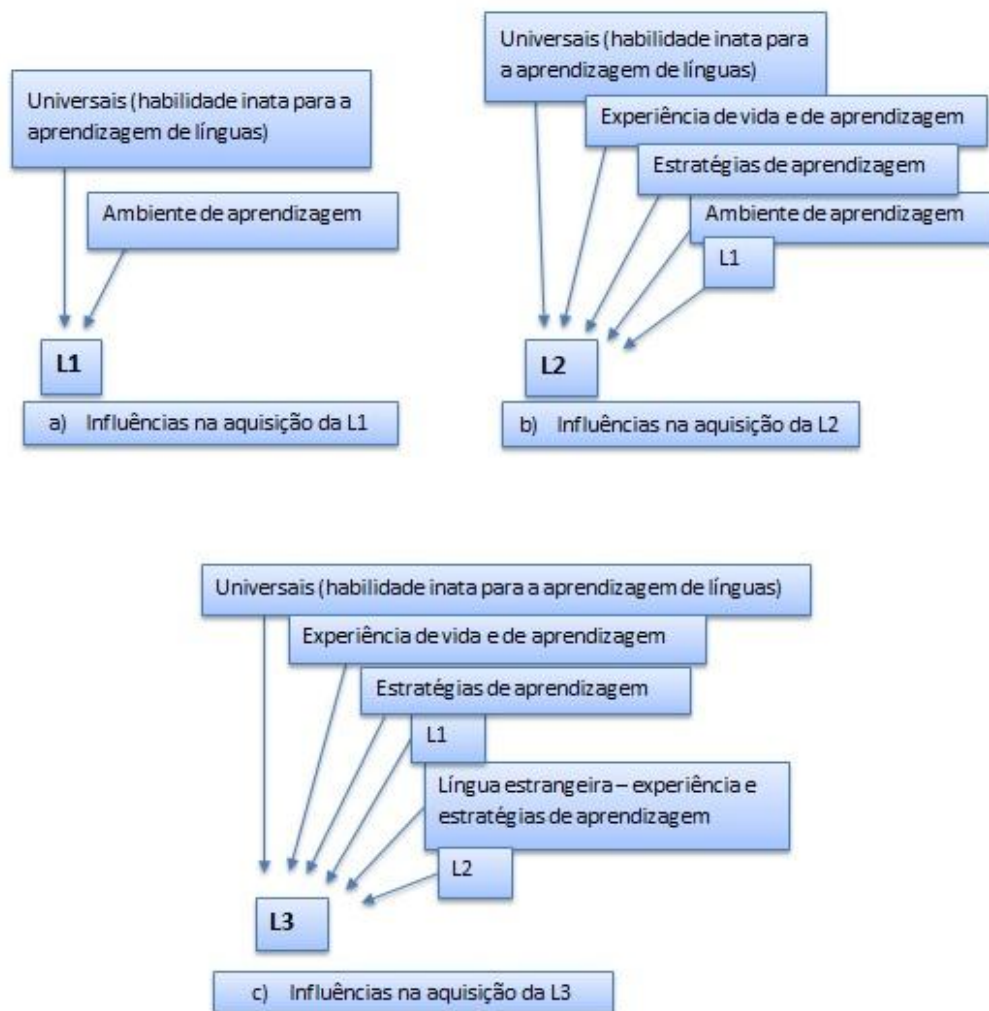 Universais (habilidade inata para a
aprendizagem de línguas)
Ambiente de aprendizagem
L1
a) Influências na aquisição da L1
Universais (habilidade inata para
a aprendizagem de línguas)
Experiência de vida e de aprendizagem
Estratégias de aprendizagem
Ambiente de aprendizagem
L1
L2
b) Influências na aquisição da L2
Universais (habilidade inata para a aprendizagem de línguas)
Experiência de vida e de aprendizagem
Estratégias de aprendizagem
L1
Língua estrangeira – experiência e
estratégias de aprendizagem
L2
L3
c) Influências na aquisição da L3